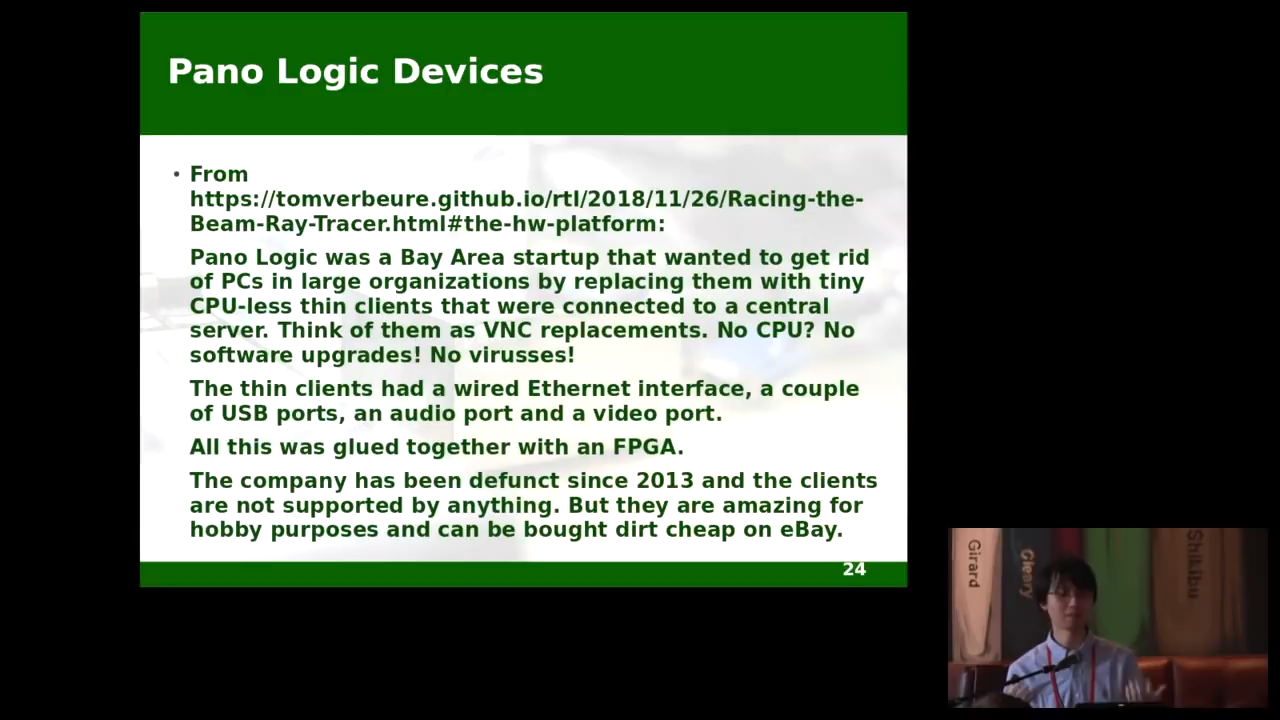 Pano Logic Devices
• From
https://tomverbeure.github.io/rtl/2018/11/26/Racing-the-
Beam-Ray-Tracer.html#the-hw-platform:
Pano Logic was a Bay Area startup that wanted to get rid
of PCs in large organizations by replacing them with tiny
CPU-less thin clients that were connected to a central
server. Think of them as VNC replacements. No CPU? No
software upgrades! No virusses!
The thin clients had a wired Ethernet interface, a couple
of USB ports, an audio port and a video port.
All this was glued together with an FPGA.
The company has been defunct since 2013 and the clients
are not supported by anything. But they are amazing for
hobby purposes and can be bought dirt cheap on eBay.
24
Girard
Cleary
Shikibu